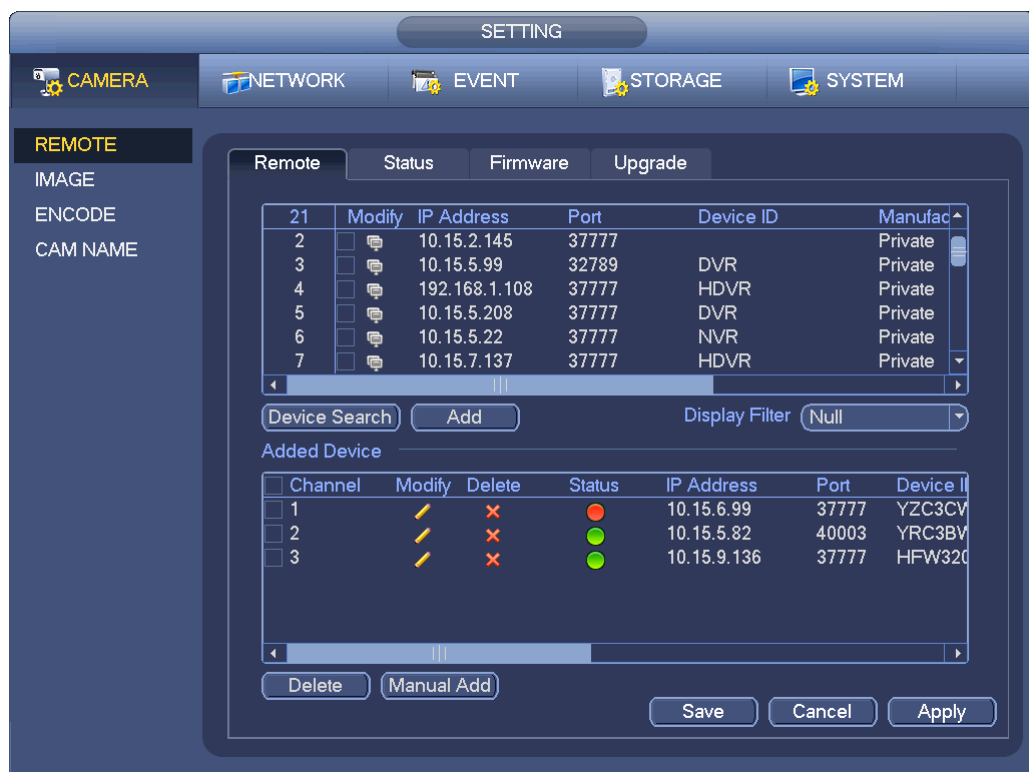 SETTING
CAMERA NETWORK EVENT STORAGE SYSTEM
REMOTE
IMAGE
ENCODE
CAM NAME
Remote Status Firmware Upgrade
21 Modify IP Address Port Device ID Manufac
2 10.15.2.145 37777 Private
3 10.15.5.99 32789 DVR Private
4 192.168.1.108 37777 HDVR Private
5 10.15.5.208 37777 DVR Private
6 10.15.5.22 37777 NVR Private
7 10.15.7.137 37777 HDVR Private
Device Search Add Display Filter Null
Added Device
Channel Modify Delete Status IP Address Port Device
1 10.15.6.99 37777 YZC3CV
2 10.15.5.82 40003 YRC3BV
3 10.15.9.136 37777 HFW320
Delete Manual Add
Save Cancel Apply